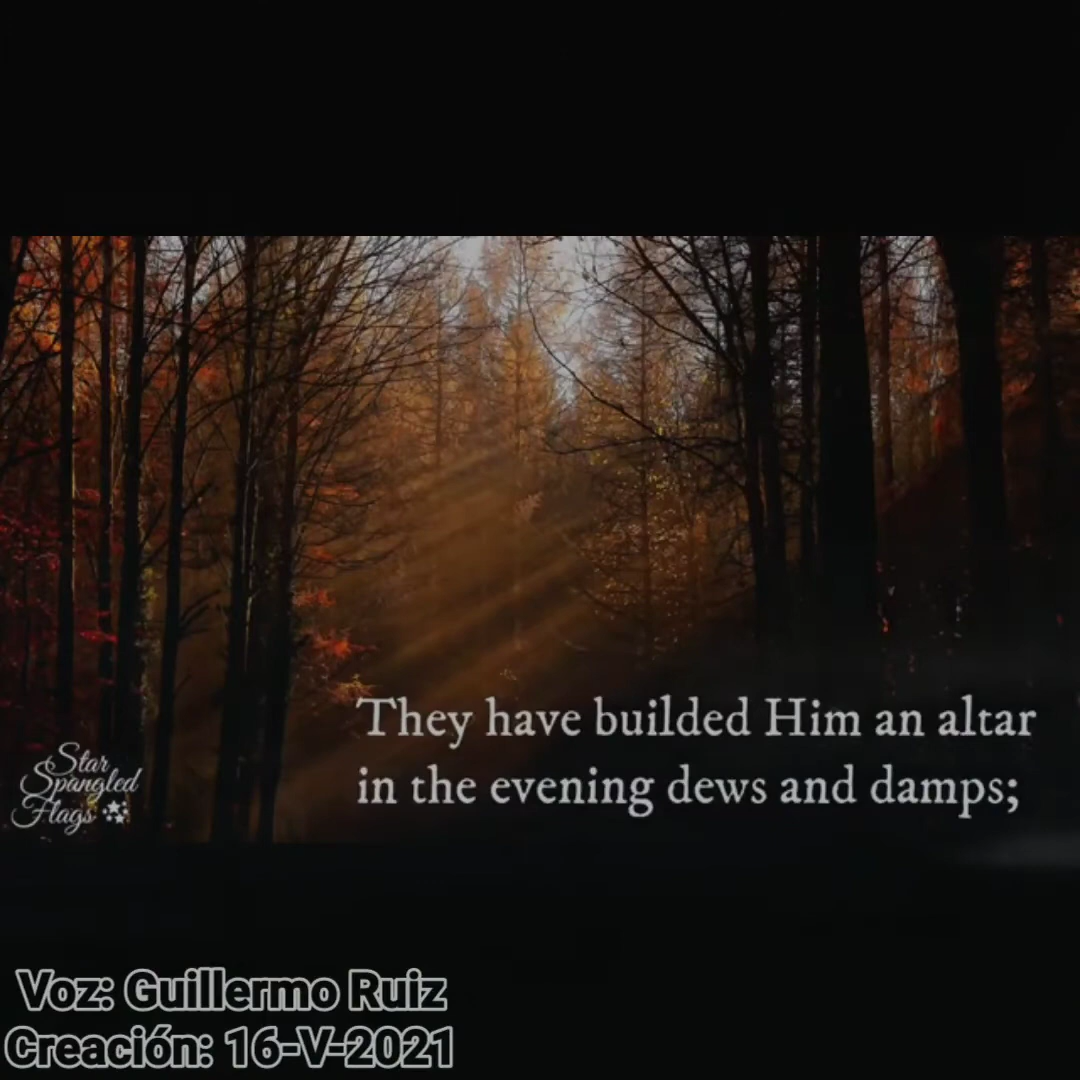 They have builded Him an altar
in the evening dews and damps;
Star
Spangled
Flags
Voz: Guillermo Ruiz
Creación: 16-V-2021